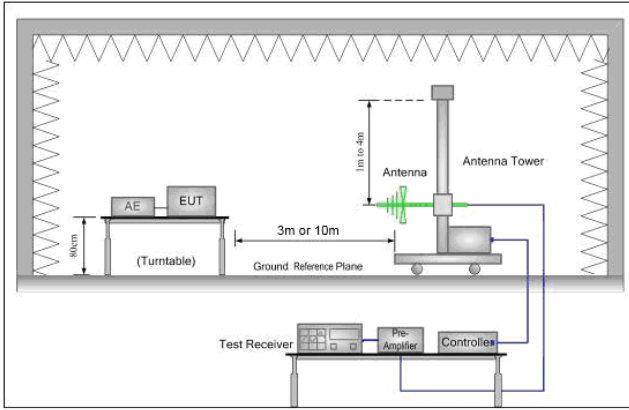 1m to 4m
Antenna
Antenna Tower
AE
EUT
3m or 10m
80cm
(Turntable)
Ground Reference Plane
Test Receiver
Pre-
Amplifier
Controlle